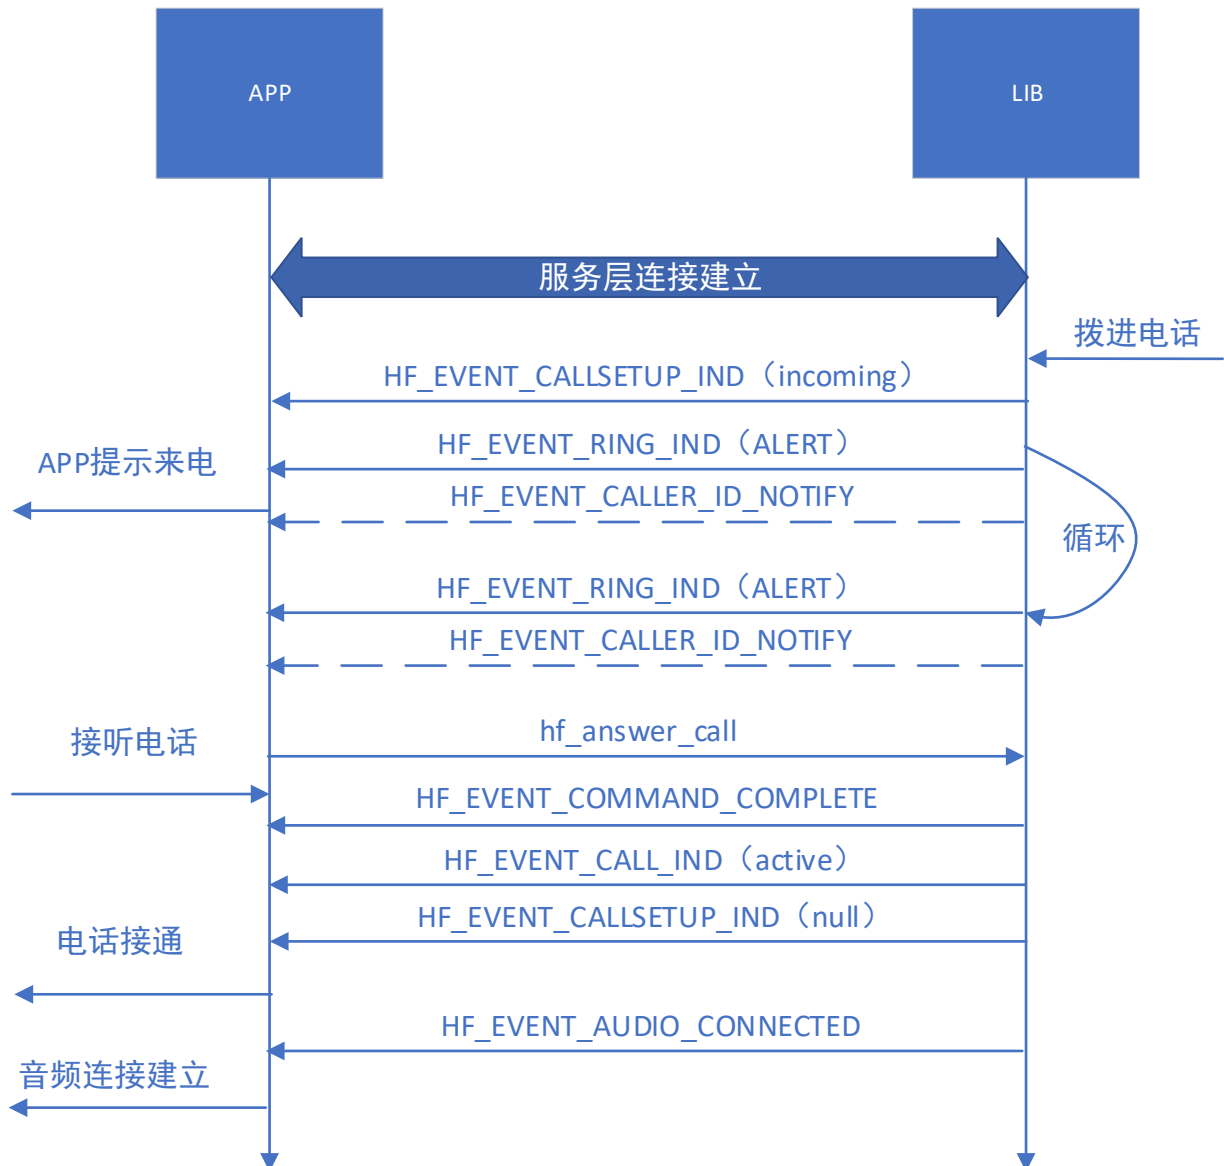 APP
LIB
服务层连接建立
拨进电话
HF_EVENT_CALLSETUP_IND（incoming）
HF_EVENT_RING_IND（ALERT）
APP提示来电
HF_EVENT_CALLER_ID_NOTIFY
循环
HF_EVENT_RING_IND（ALERT）
HF_EVENT_CALLER_ID_NOTIFY
接听电话
hf_answer_call
HF_EVENT_COMMAND_COMPLETE
HF_EVENT_CALL_IND（active）
HF_EVENT_CALLSETUP_IND（null）
电话接通
HF_EVENT_AUDIO_CONNECTED
音频连接建立